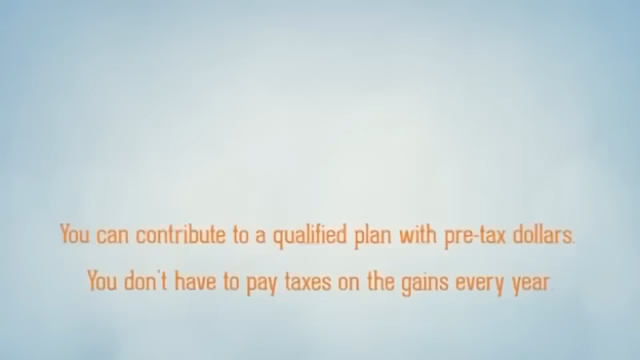 You can contribute to a qualified plan with pre-tax dollars.
You don't have to pay taxes on the gains every year